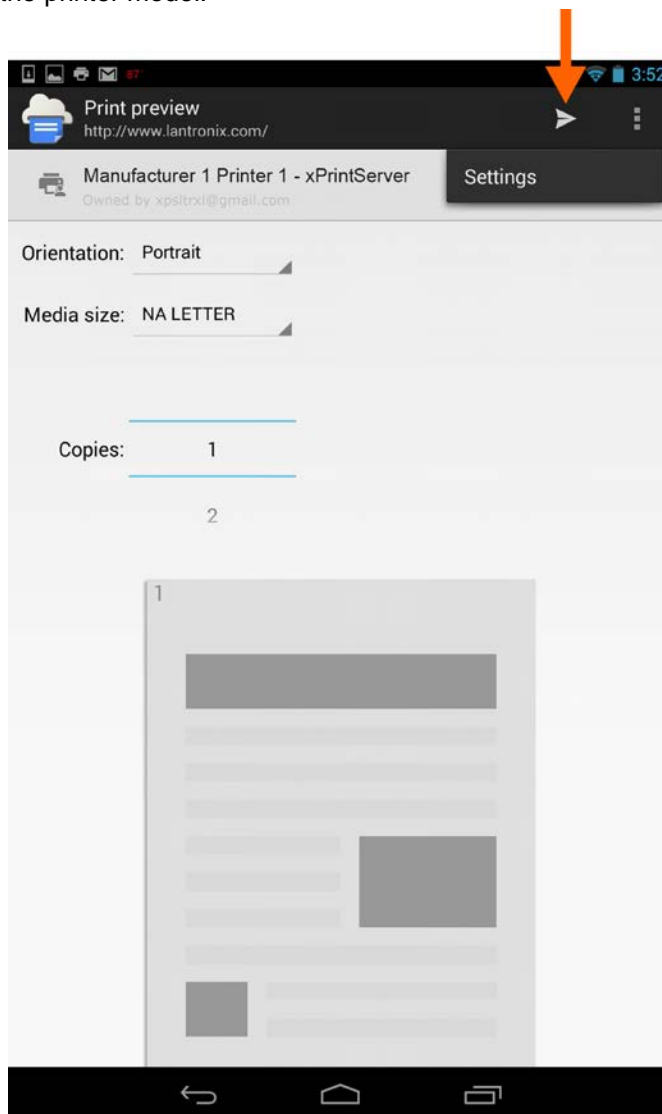 the printer model.
87°
3:52
Print preview
http://www.lantronix.com/
Manufacturer 1 Printer 1 - xPrintServer
Settings
Owned by xpsltrxl@gmail.com
Orientation: Portrait
Media size: NA LETTER
Copies: 1
2
1